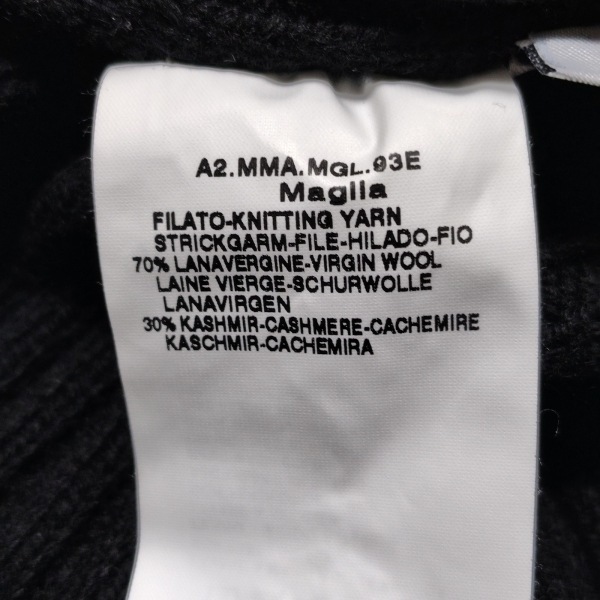 A2.MMA.MGL.93E
Maglia
FILATO-KNITTING YARN
STRICKGARM-FILE-HILADO-FIO
70% LANAVERGINE-VIRGIN WOOL
LAINE VIERGE-SCHURWOLLE
LANAVIRGEN
30% KASHMIR-CASHMERE-CACHEMIRE
KASCHMIR-CACHEMIRA